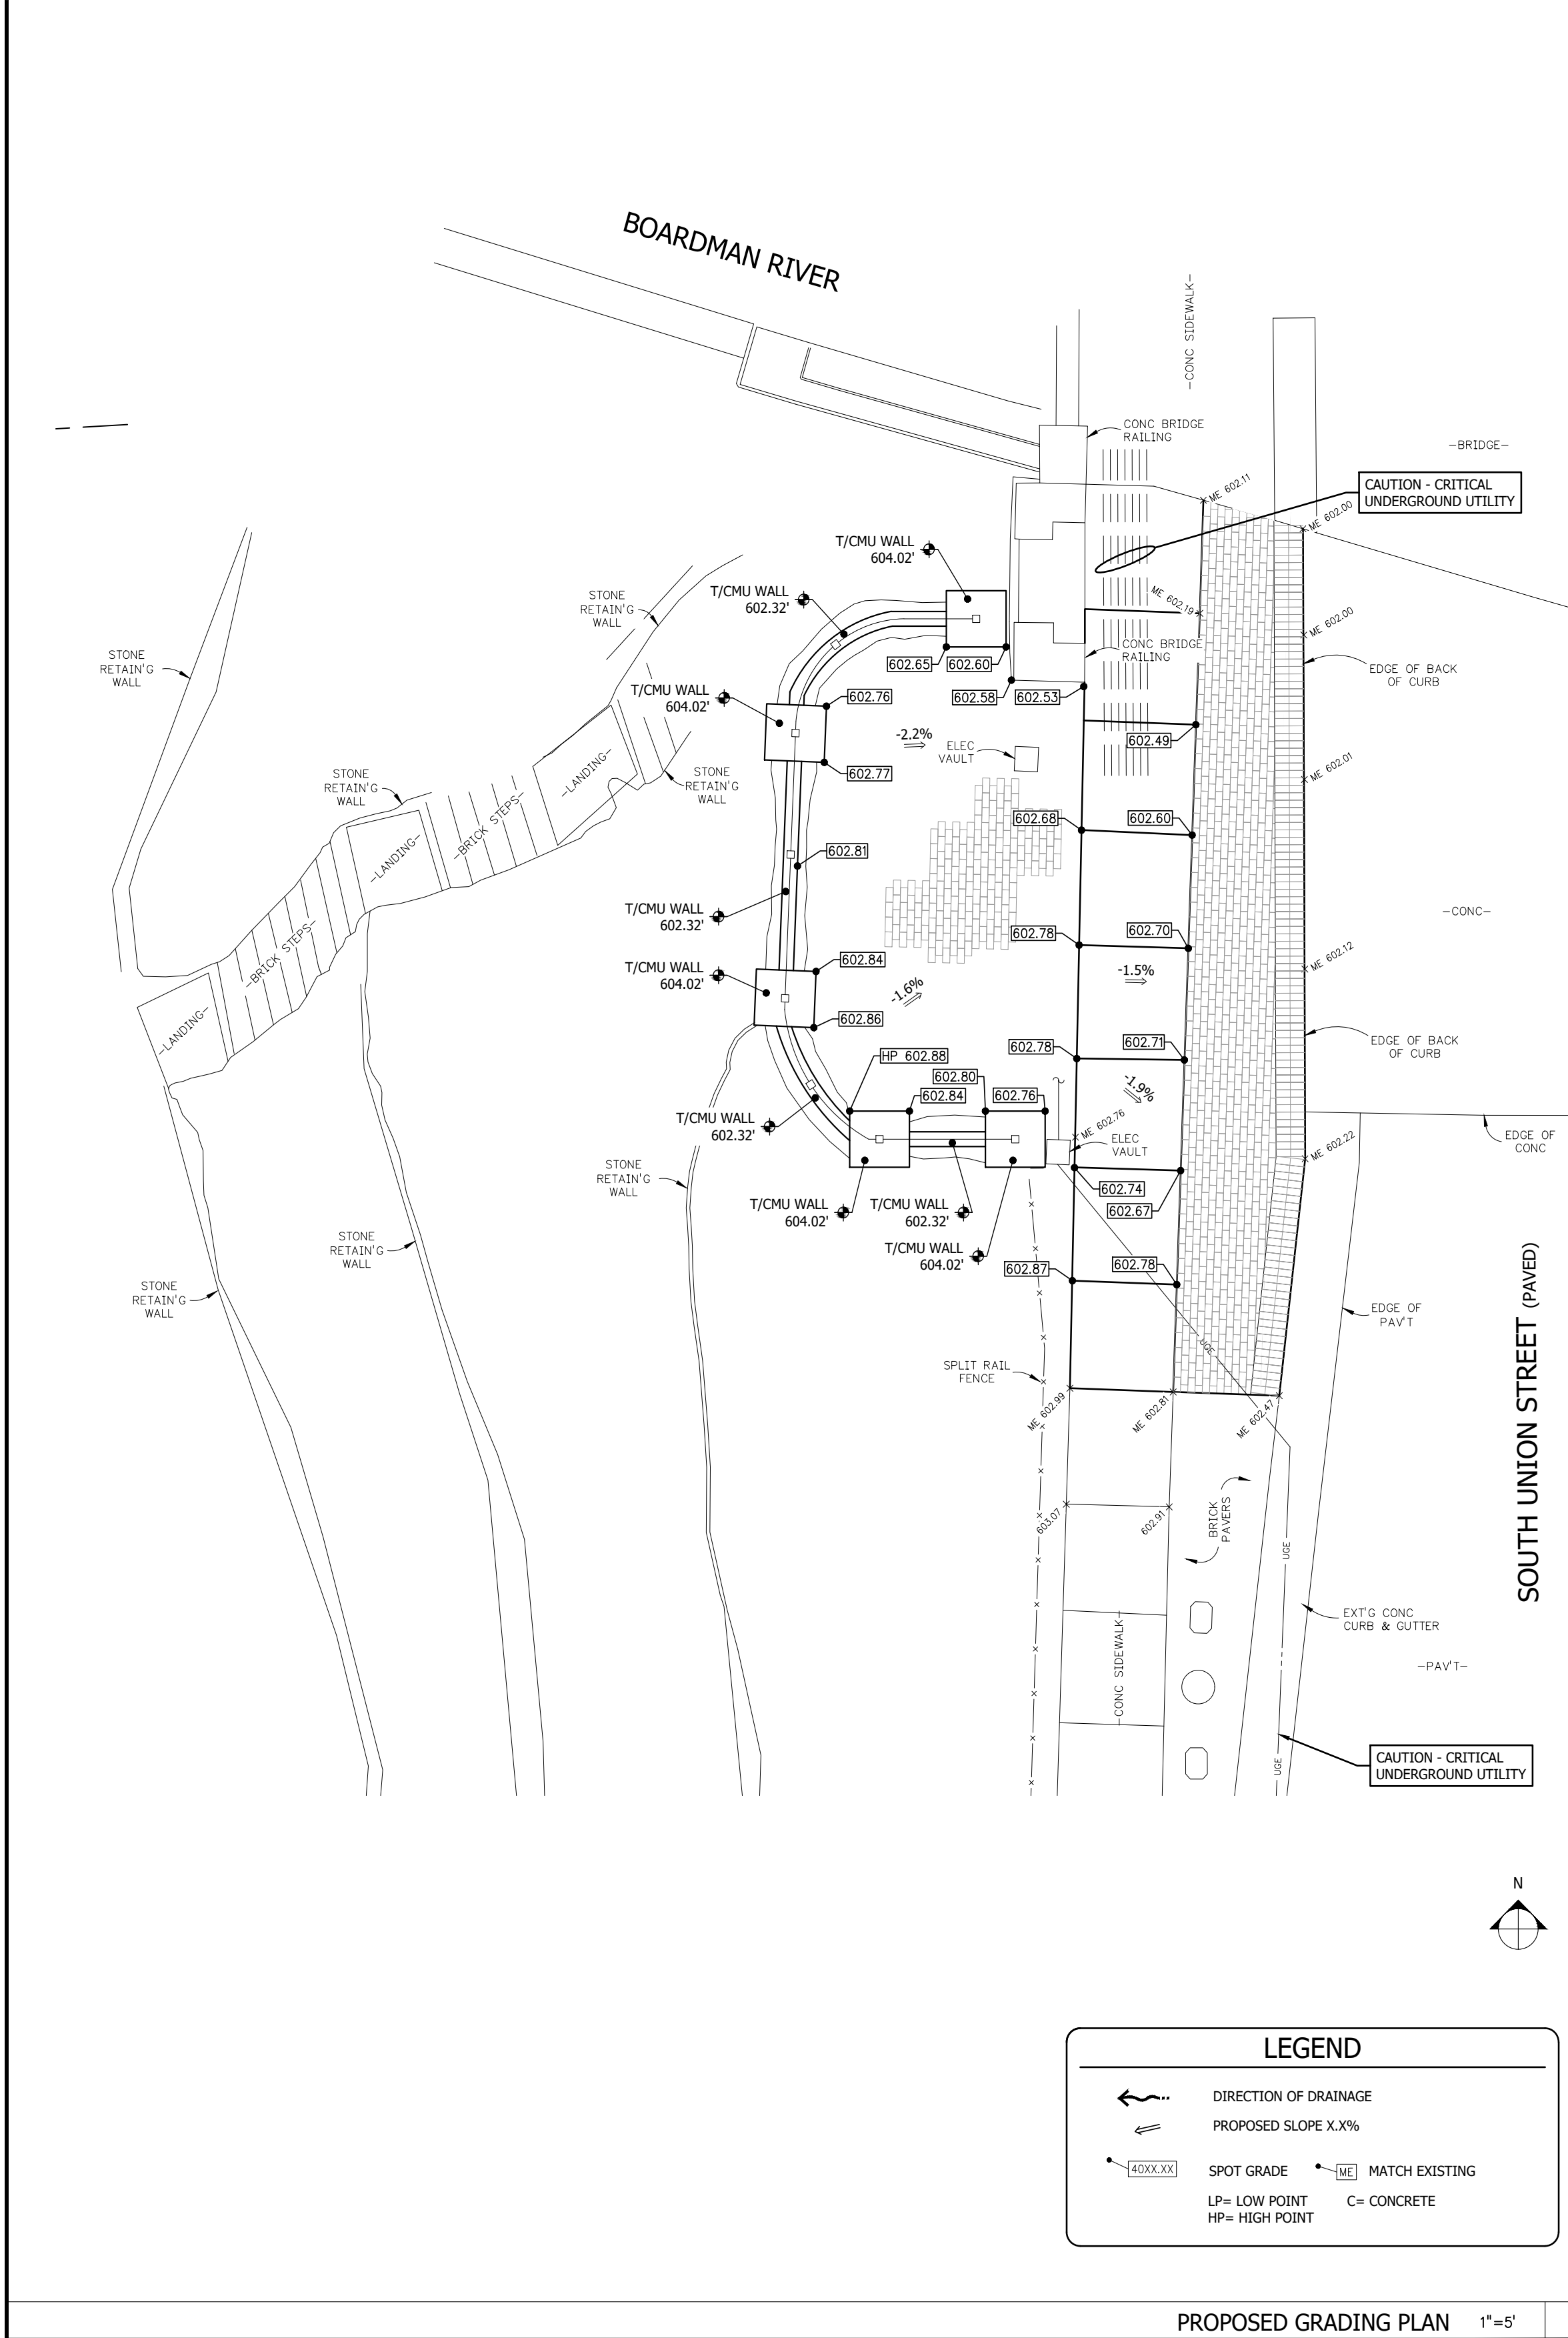 BOARDMAN RIVER
-CONC SIDEWALK-
CONC BRIDGE
RAILING
-BRIDGE-
CAUTION - CRITICAL
UNDERGROUND UTILITY
ME 602.11
ME 602.00
T/CMU WALL
604.02'
T/CMU WALL
602.32'
STONE
RETAIN'G
WALL
ME 602.19
ME 602.00
STONE
RETAIN'G
WALL
602.65
602.60
CONC BRIDGE
RAILING
EDGE OF BACK
OF CURB
T/CMU WALL
604.02'
602.76
602.58
602.53
-2.2%
ELEC
VAULT
602.49
602.77
STONE
RETAIN'G
WALL
-LANDING-
STONE
RETAIN'G
WALL
ME 602.01
-BRICK STEPS-
602.68
602.60
-LANDING-
602.81
T/CMU WALL
602.32'
-CONC-
602.78
602.70
-BRICK STEPS-
602.84
T/CMU WALL
604.02'
ME 602.12
-1.5%
-1.6%
-LANDING-
602.86
602.78
602.71
EDGE OF BACK
OF CURB
HP 602.88
602.80
602.84
602.76
-1.9%
T/CMU WALL
602.32'
ME 602.76
ELEC
VAULT
ME 602.22
EDGE OF
CONC
STONE
RETAIN'G
WALL
602.74
602.67
T/CMU WALL
604.02'
T/CMU WALL
602.32'
STONE
RETAIN'G
WALL
T/CMU WALL
604.02'
602.87
602.78
STONE
RETAIN'G
WALL
EDGE OF
PAV'T
UGE
SPLIT RAIL
FENCE
ME 602.99
ME 602.81
ME 602.47
SOUTH UNION STREET (PAVED)
603.07
602.91
BRICK
PAVERS
UGE
EXT'G CONC
CURB & GUTTER
-CONC SIDEWALK-
-PAV'T-
CAUTION - CRITICAL
UNDERGROUND UTILITY
UGE
N
LEGEND
DIRECTION OF DRAINAGE
PROPOSED SLOPE X.X%
40XX.XX SPOT GRADE ME MATCH EXISTING
LP= LOW POINT C= CONCRETE
HP= HIGH POINT
PROPOSED GRADING PLAN 1"=5'